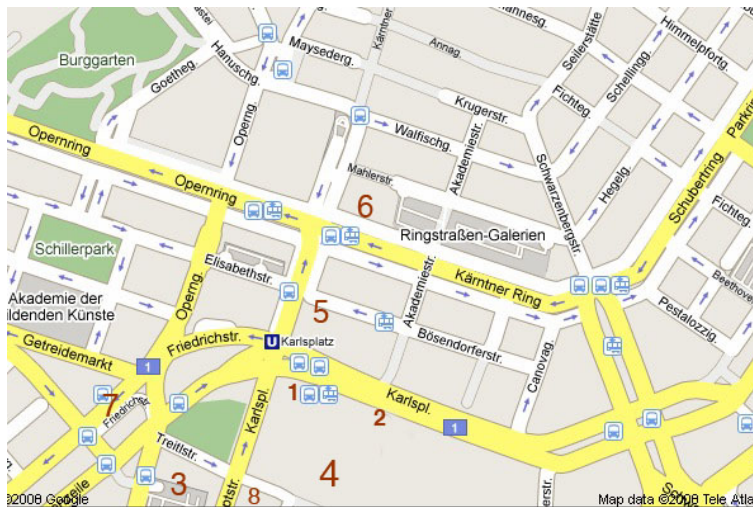 Burggarten
Goetheg.
Hanuschg.
Maysederg.
Kärntner
Annag.
Johannesg.
Seilerstätte
Schellingg.
Himmelpfortg.
Fichteg.
Krugerstr.
Walfischg.
Operng.
Opernring
Opernring
Mahlerstr.
Akademiestr.
Schwarzenbergstr.
Hegelg.
Schubertring
Fichteg.
6
Ringstraßen-Galerien
Schillerpark
Elisabethstr.
Operng.
Kärntner Ring
Akademie der
ildenden Künste
5
Akademiestr.
Bösendorferstr.
Pestalozzig.
Getreidemarkt
Friedrichstr.
U Karlsplatz
Canovag.
1
Karlspl.
1
2
1
7
Friedrichstr.
Karlspl.
Treitlstr.
3
4
8
©2008 Google
Map data ©2008 Tele Atla